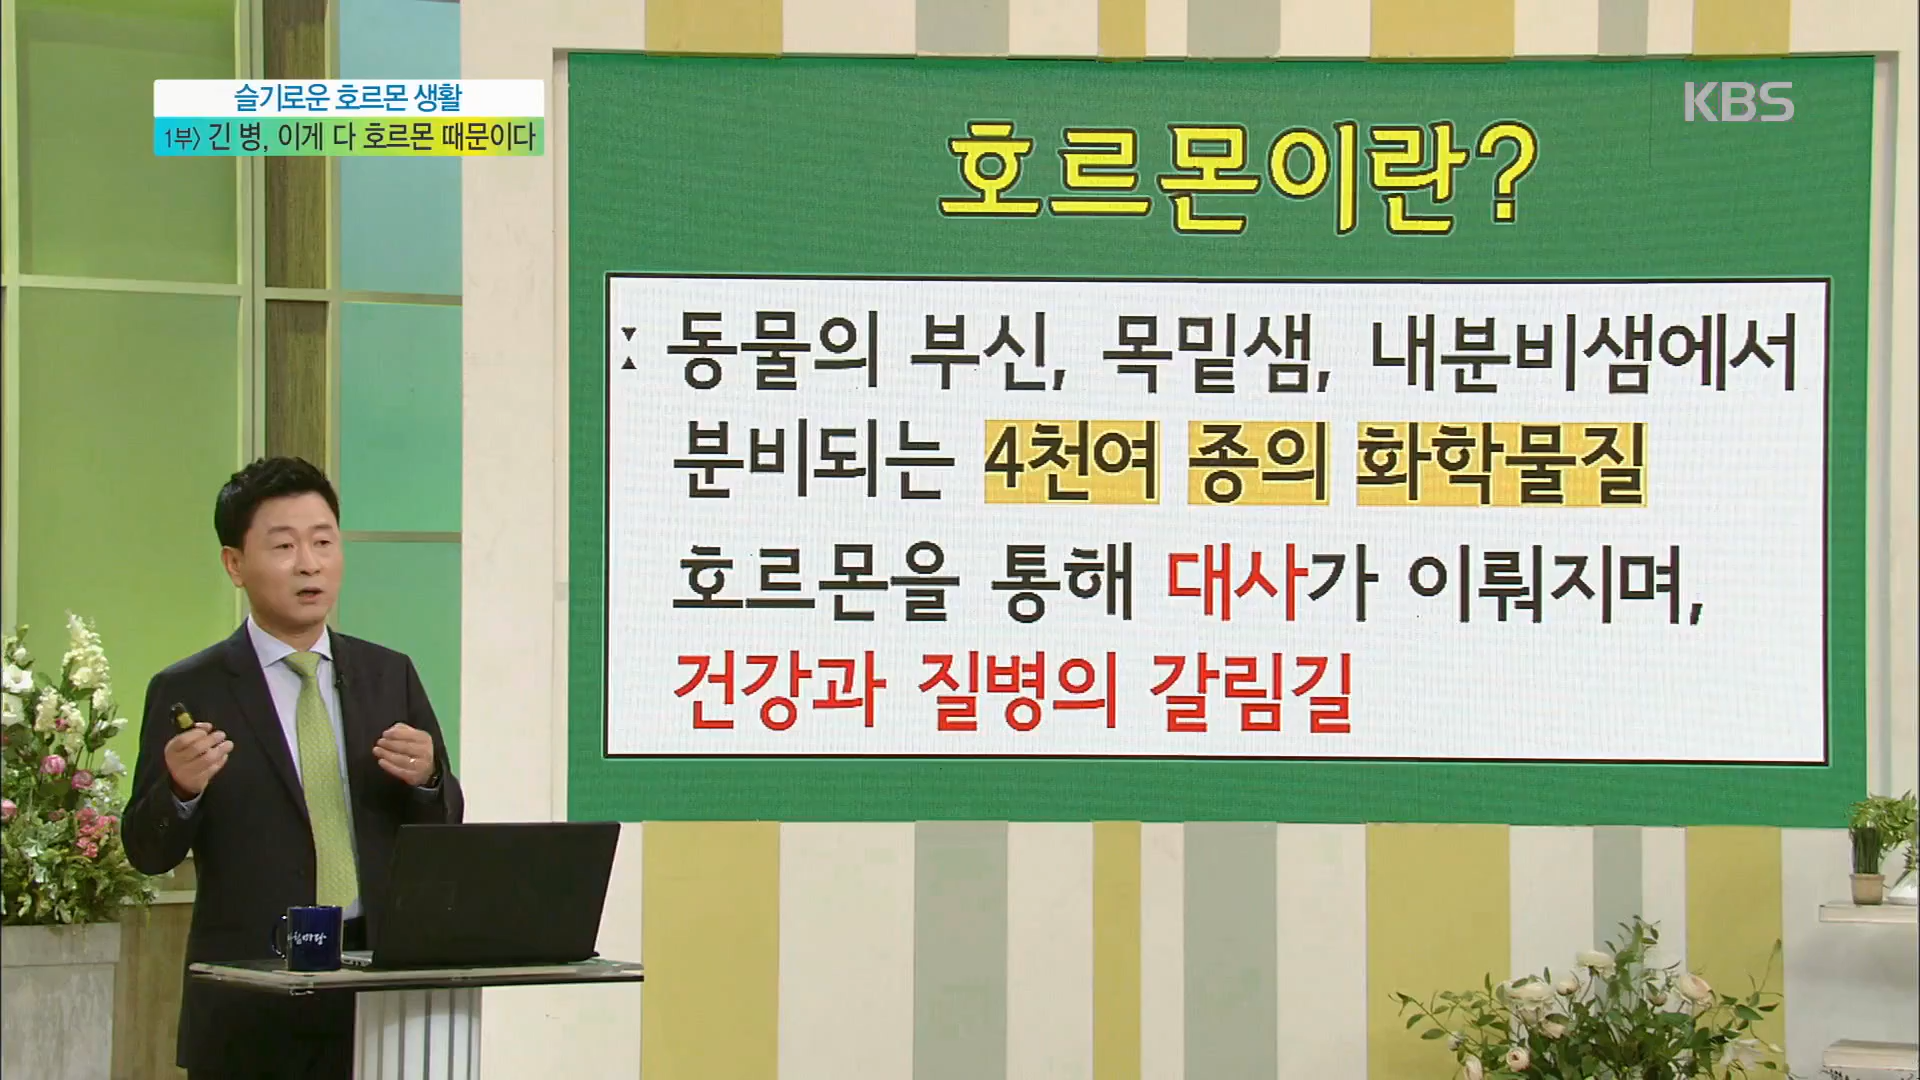 슬기로운 호르몬 생활
1부> 긴 병, 이게 다 호르몬 때문이다
KBS
호르몬이란?
: 동물의 부신, 목밑샘, 내분비샘에서
분비되는 4천여 종의 화학물질
호르몬을 통해 대사가 이뤄지며,
건강과 질병의 갈림길